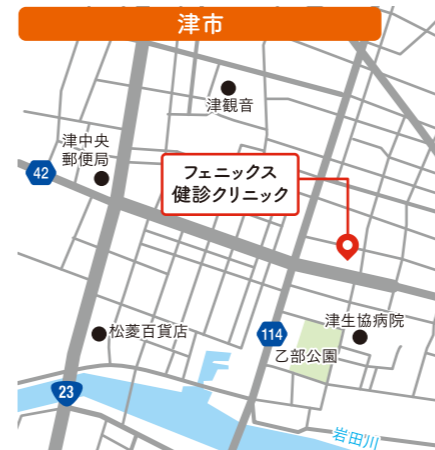 津市
津観音
津中央
郵便局
42
フェニックス
健診クリニック
114
津生協病院
乙部公園
松菱百貨店
23
岩田川